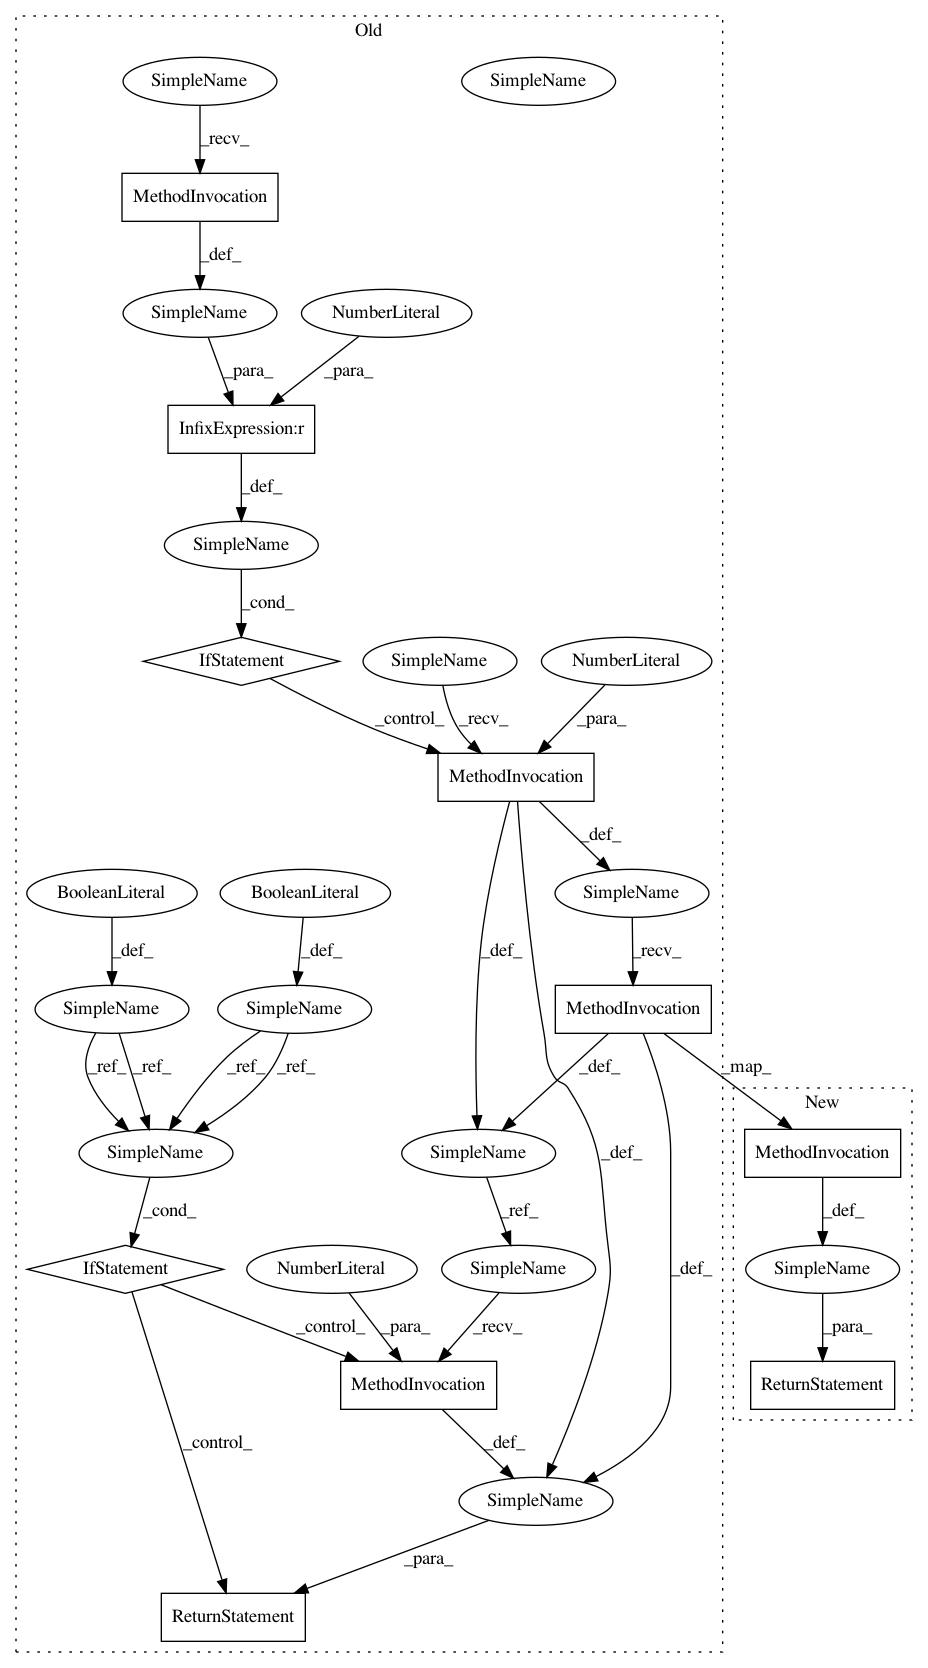 Old
SimpleName
SimpleName
_recv_
MethodInvocation
_def_
SimpleName
NumberLiteral
_para_
_para_
InfixExpression:r
_def_
SimpleName
_cond_
IfStatement
SimpleName
NumberLiteral
_control_
_recv_
_para_
MethodInvocation
_def_
BooleanLiteral
BooleanLiteral
SimpleName
_def_
_def_
_def_
_recv_
SimpleName
SimpleName
MethodInvocation
_ref_
_ref_
_ref_
_ref_
_def_
_map_
New
SimpleName
SimpleName
_def_
MethodInvocation
_cond_
_ref_
_def_
IfStatement
NumberLiteral
SimpleName
_def_
SimpleName
_control_
_para_
_recv_
_para_
MethodInvocation
ReturnStatement
_control_
_def_
SimpleName
_para_
ReturnStatement